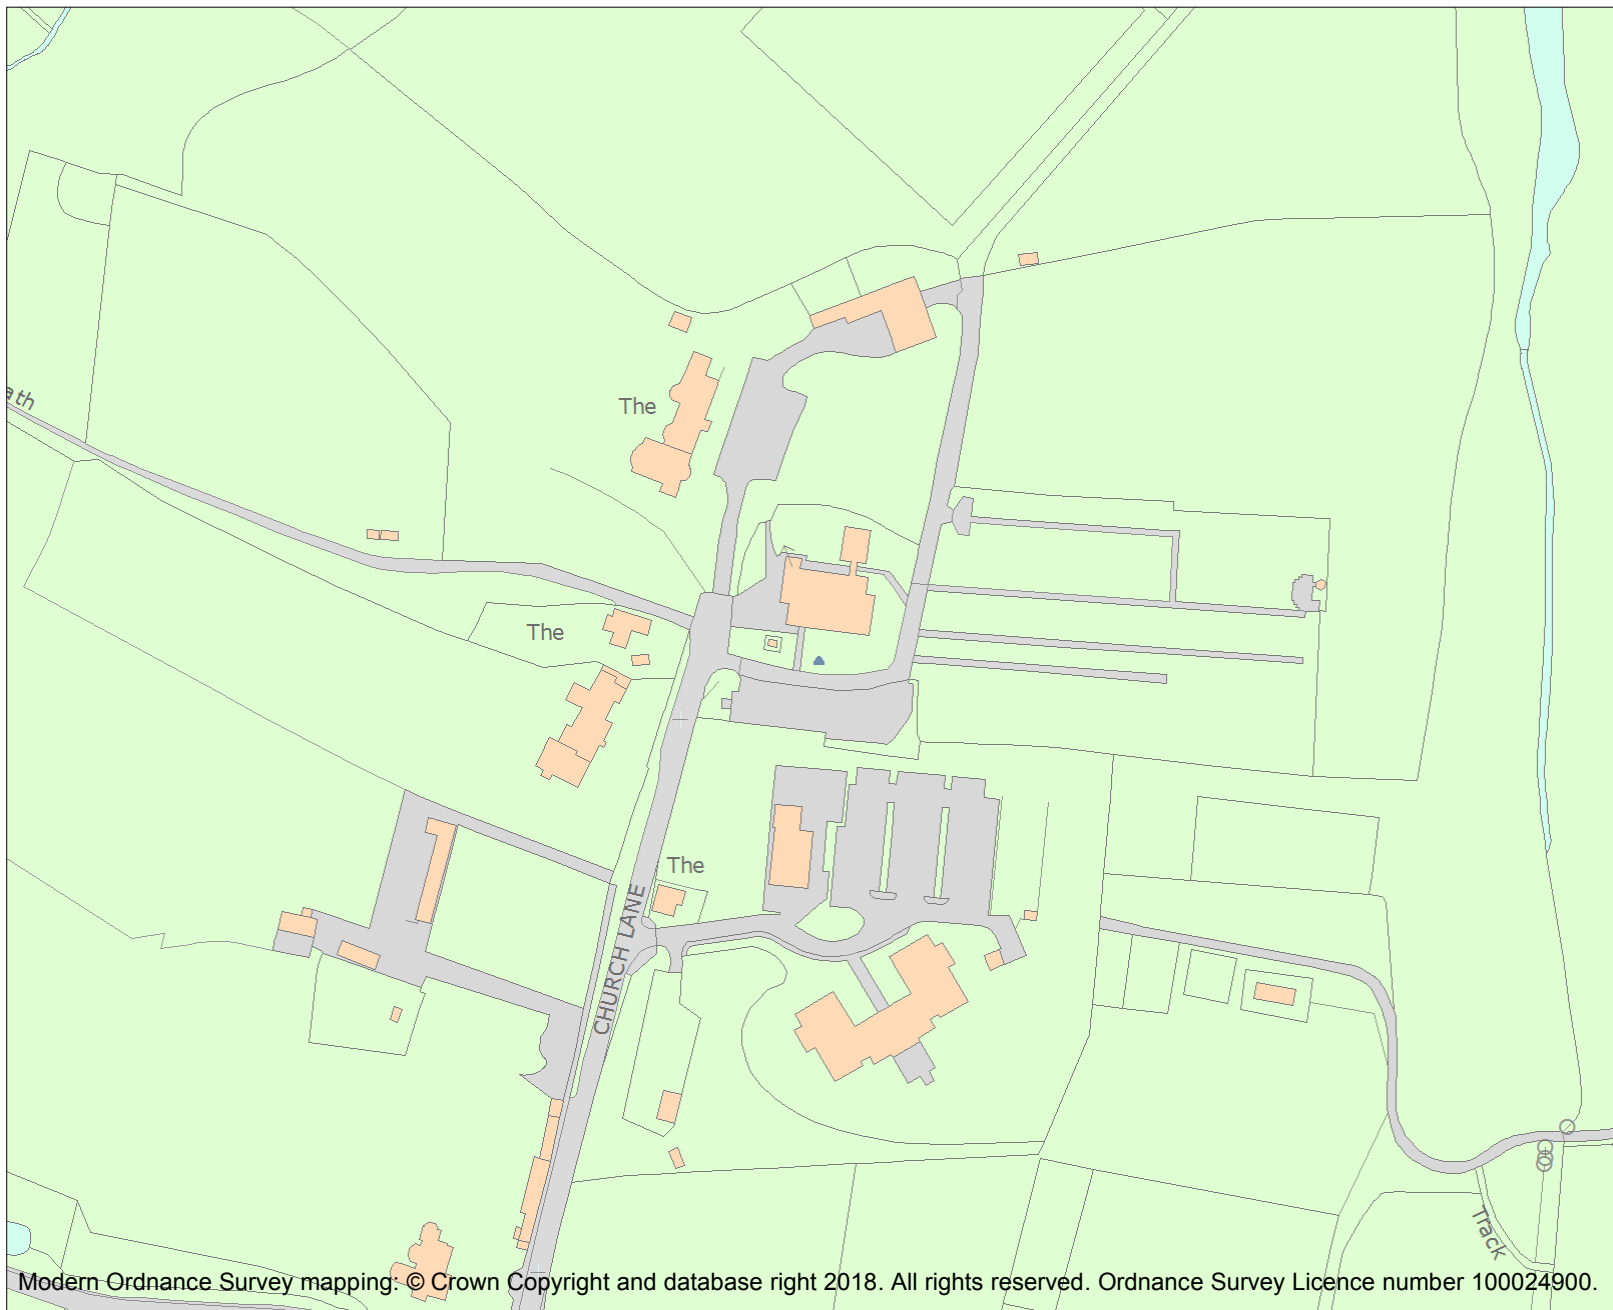 ath
The
The
The
CHURCH LANE
Track
Modern Ordnance Survey mapping: © Crown Copyright and database right 2018. All rights reserved. Ordnance Survey Licence number 100024900.